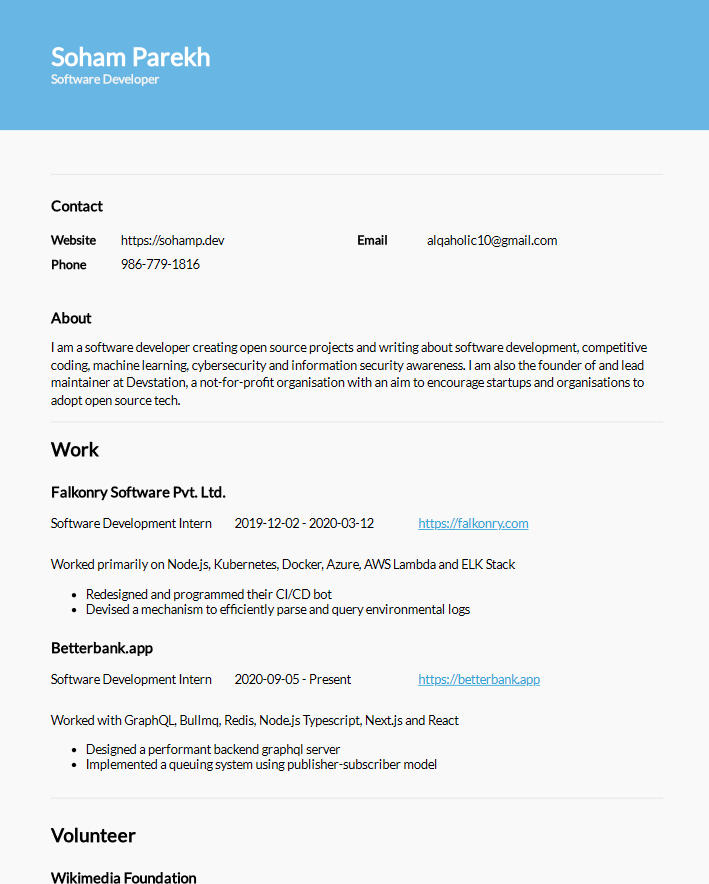 Soham Parekh
Software Developer
Contact
Website https://sohamp.dev Email alqaholic10@gmail.com
Phone 986-779-1816
About
I am a software developer creating open source projects and writing about software development, competitive
coding, machine learning, cybersecurity and information security awareness. I am also the founder of and lead
maintainer at Devstation, a not-for-profit organisation with an aim to encourage startups and organisations to
adopt open source tech.
Work
Falkonry Software Pvt. Ltd.
Software Development Intern 2019-12-02 - 2020-03-12 https://falkonry.com
Worked primarily on Node.js, Kubernetes, Docker, Azure, AWS Lambda and ELK Stack
• Redesigned and programmed their CI/CD bot
• Devised a mechanism to efficiently parse and query environmental logs
Betterbank.app
Software Development Intern 2020-09-05 - Present https://betterbank.app
Worked with GraphQL, Bullmq, Redis, Node.js Typescript, Next.js and React
• Designed a performant backend graphql server
• Implemented a queuing system using publisher-subscriber model
Volunteer
Wikimedia Foundation